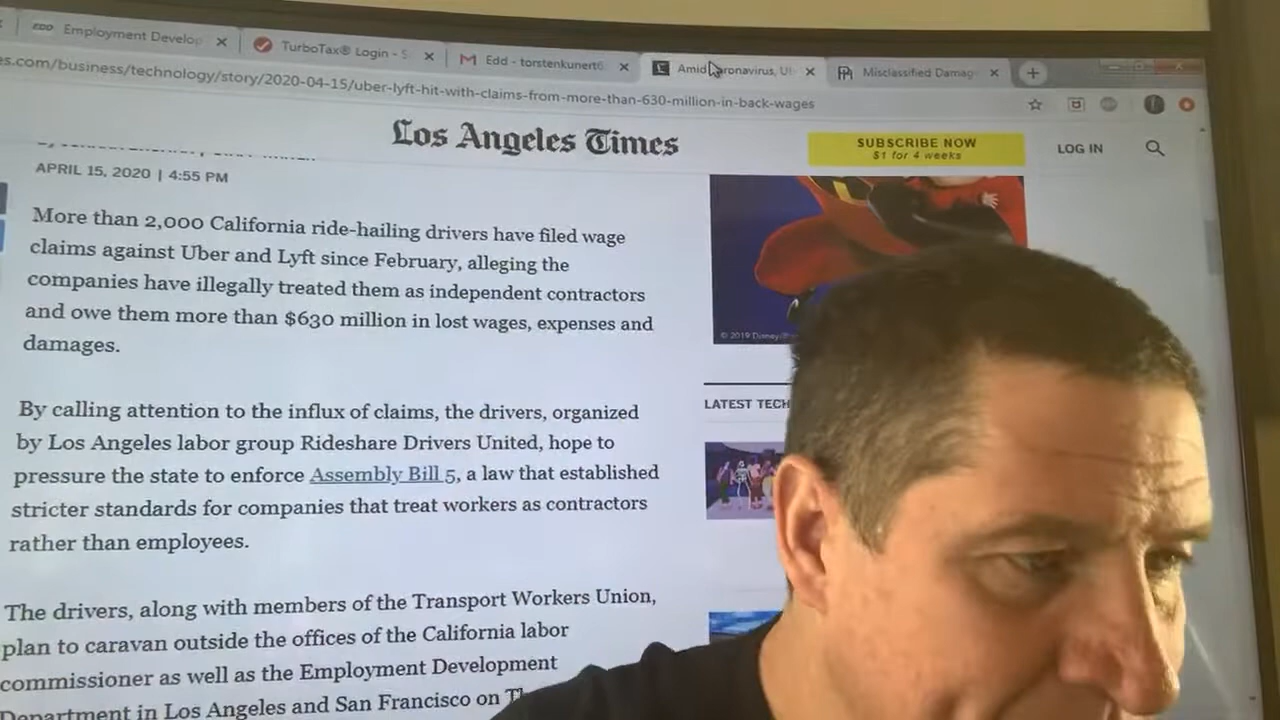 EDD Employment Develop
TurboTax® Login - S
Edd - torstenkunert6
Amid
ronavirus, Ub
Misclassified Damag
es.com/business/technology/story/2020-04-15/uber-lyft-hit-with-claims-from-more-than-630-million-in-back-wages
Los Angeles Times
SUBSCRIBE NOW
$1 for 4 weeks
LOG IN
APRIL 15, 2020 | 4:55 PM
More than 2,000 California ride-hailing drivers have filed wage
claims against Uber and Lyft since February, alleging the
companies have illegally treated them as independent contractors
and owe them more than $630 million in lost wages, expenses and
damages.
© 2019 Disney
LATEST TECH
By calling attention to the influx of claims, the drivers, organized
by Los Angeles labor group Rideshare Drivers United, hope to
pressure the state to enforce Assembly Bill 5, a law that established
stricter standards for companies that treat workers as contractors
rather than employees.
The drivers, along with members of the Transport Workers Union,
plan to caravan outside the offices of the California labor
commissioner as well as the Employment Development
Department in Los Angeles and San Francisco on